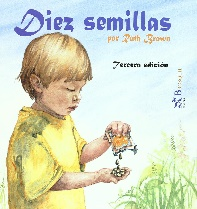 Diez semillas
por Ruth Brown
Tercera edición